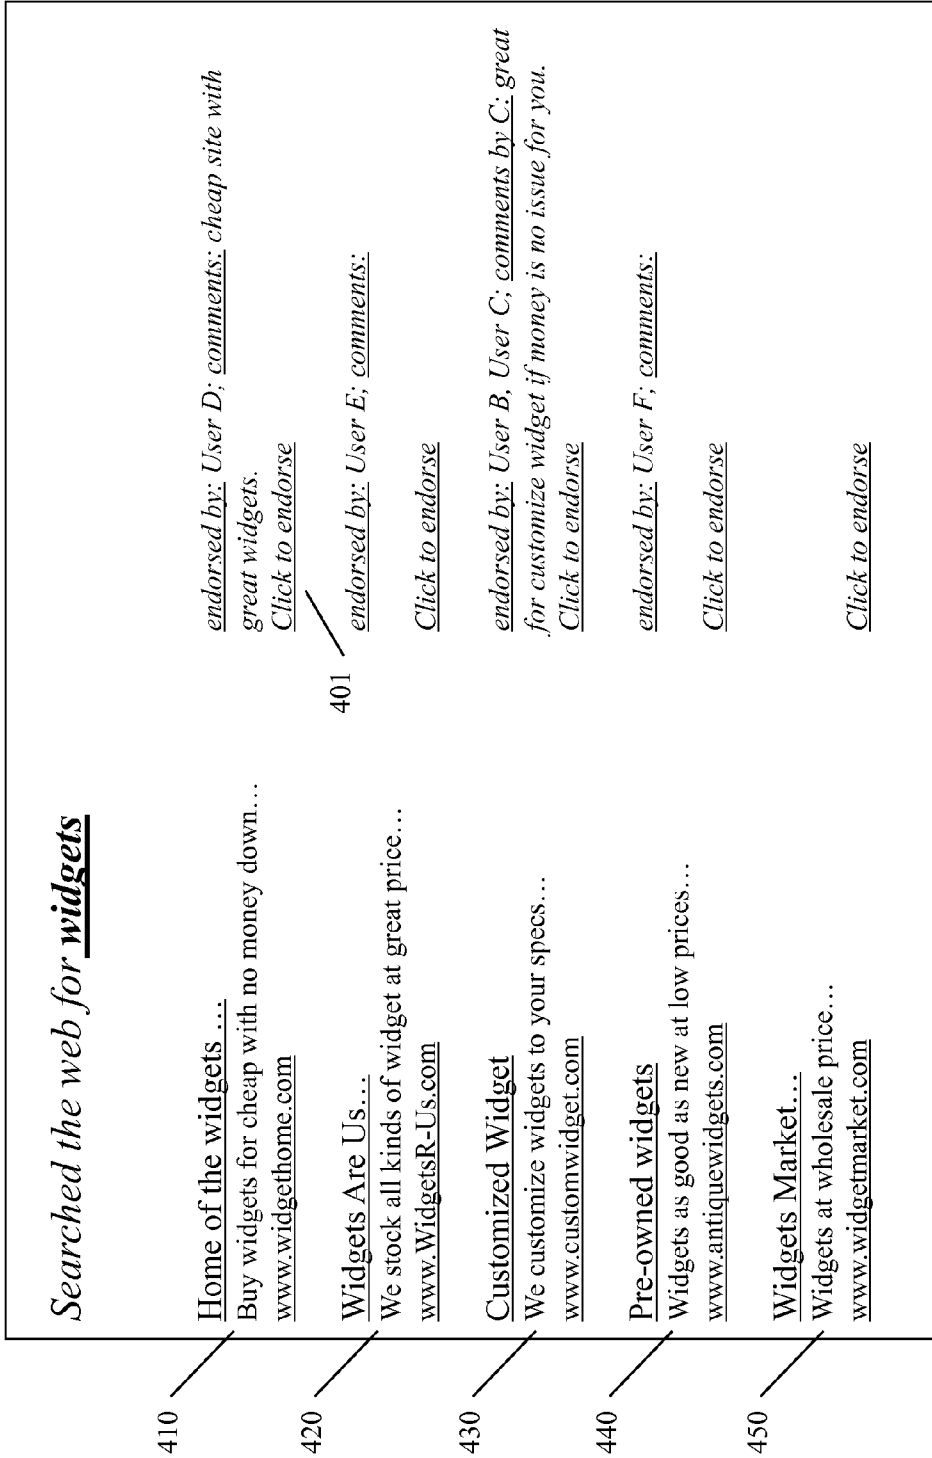 Searched the web for widgets
410
Home of the widgets ...
Buy widgets for cheap with no money down...
www.widgethome.com
endorsed by: User D; comments: cheap site with
great widgets.
Click to endorse
401
420
Widgets Are Us...
We stock all kinds of widget at great price...
www.WidgetsR-Us.com
endorsed by: User E; comments:
Click to endorse
430
Customized Widget
We customize widgets to your specs...
www.customwidget.com
endorsed by: User B, User C; comments by C: great
for customize widget if money is no issue for you.
Click to endorse
440
Pre-owned widgets
Widgets as good as new at low prices...
www.antiquewidgets.com
endorsed by: User F; comments:
Click to endorse
450
Widgets Market...
Widgets at wholesale price...
www.widgetmarket.com
Click to endorse